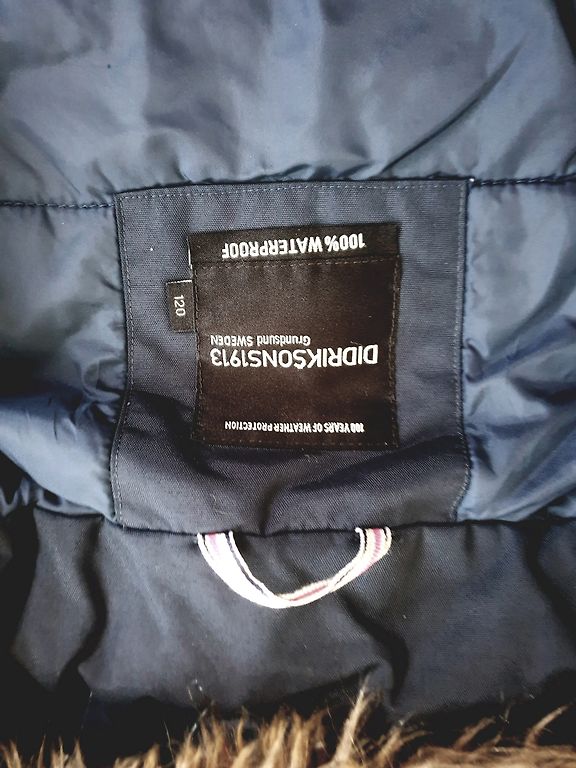 100 YEARS OF WEATHER PROTECTION
DIDRIKSONS1913
Grundsund SWEDEN
100% WATERPROOF
120